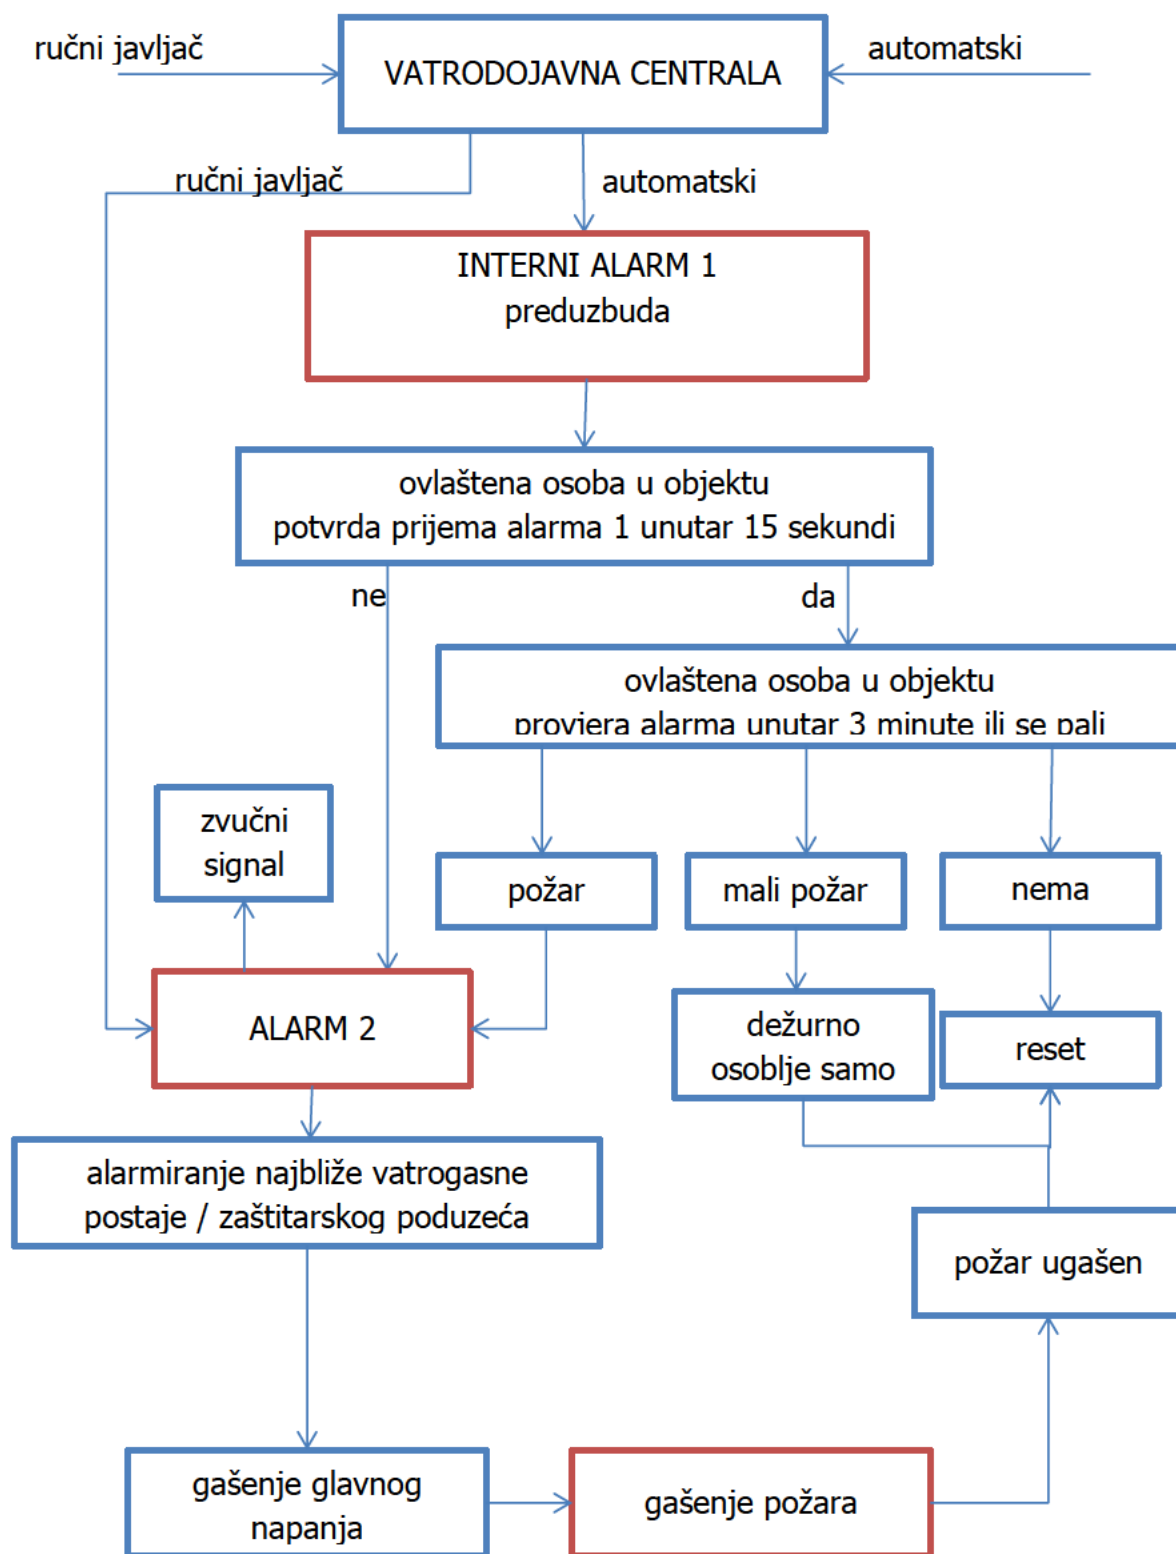 ručni javljač
automatski
VATRODOJAVNA CENTRALA
ručni javljač
automatski
INTERNI ALARM 1
preduzbuda
ovlaštena osoba u objektu
potvrda prijema alarma 1 unutar 15 sekundi
ne
da
ovlaštena osoba u objektu
provjera alarma unutar 3 minute ili se pali
zvučni
signal
požar
mali požar
nema
ALARM 2
dežurno
osoblje samo
reset
alarmiranje najbliže vatrogasne
postaje / zaštitarskog poduzeća
požar ugašen
gašenje glavnog
napanja
gašenje požara